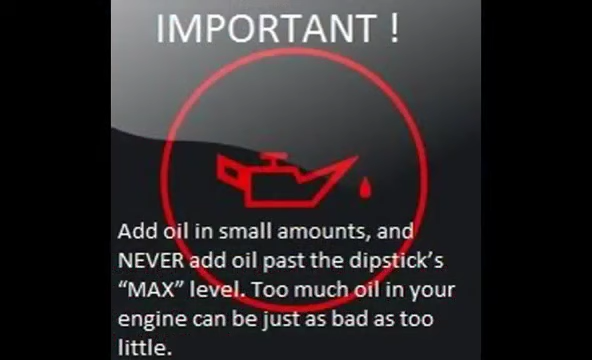 IMPORTANT !
Add oil in small amounts, and
NEVER add oil past the dipstick's
“MAX” level. Too much oil in your
engine can be just as bad as too
little.